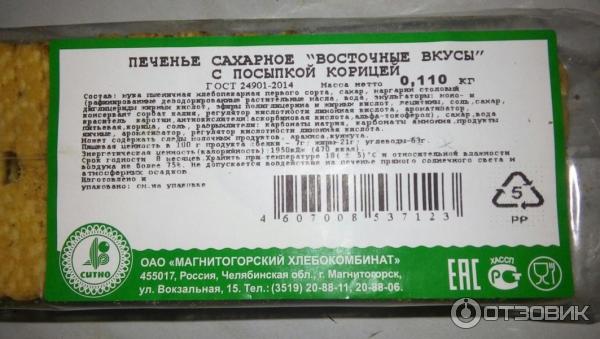 ПЕЧЕНЬЕ САХАРНОЕ "ВОСТОЧНЫЕ ВКУСЫ"
С ПОСЫПКОЙ КОРИЦЕЙ
ГОСТ 24901-2014 Масса нетто 0,110 КГ
Состав: мука пшеничная хлебопекарная первого сорта, сахар, маргарин столовый
(рафинированные дезодорированные растительные масла, вода, эмульгаторы: моно- и
диглицериды жирных кислот, эфиры полиглицерина и жирных кислот, лецитины, соль, сахар,
консервант сорбат калия, регулятор кислотности лимонная кислота, ароматизатор,
краситель каротин, антиокислители: аскорбиновая кислота, альфа-токоферол), сахар, вода
питьевая, корица, соль, разрыхлители: карбонаты натрия, карбонаты аммония, продукты
яичные, ароматизатор, регулятор кислотности лимонная кислота.
Может содержать следы молочных продуктов, арахиса, кунжута.
Пищевая ценность в 100 г продукта: белки - 7г; жиры-21г; углеводы-63г.
Энергетическая ценность (калорийность): 1950кДж (470 ккал).
Срок годности 8 месяцев. Хранить при температуре 18(± 5)°С и относительной влажности
воздуха не более 75%. Не допускается воздействие на печенье прямого солнечного света и
атмосферных осадков
Изготовлено и
упаковано: см.на упаковке
4 607008 537123
5
PP
СИТНО
ОАО «МАГНИТОГОРСКИЙ ХЛЕБОКОМБИНАТ»
455017, Россия, Челябинская обл., г. Магнитогорск,
ул. Вокзальная, 15. Тел.: (3519) 20-88-11, 20-88-06.
ЕАС
ХАССП
ОТЗОВИК